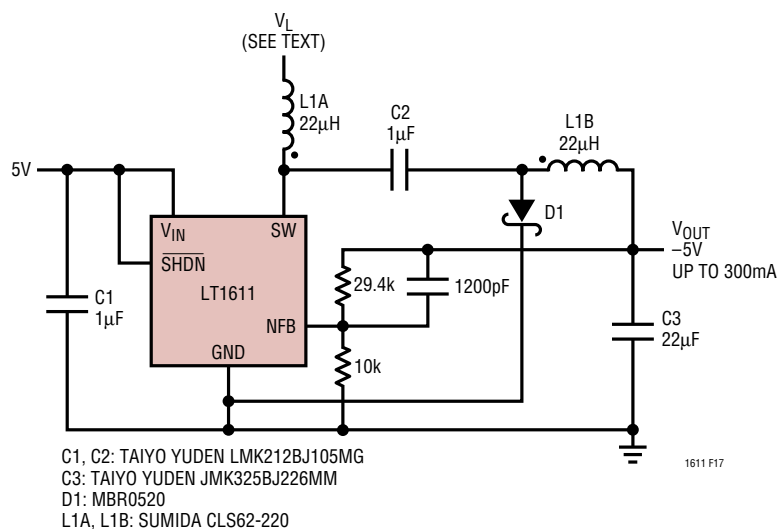 V_L
(SEE TEXT)
L1A
22µH
C2
1µF
L1B
22µH
5V
D1
V_IN
SW
SHDN
LT1611
NFB
GND
C1
1µF
29.4k
1200pF
10k
V_OUT
–5V
UP TO 300mA
C3
22µF
C1, C2: TAIYO YUDEN LMK212BJ105MG
C3: TAIYO YUDEN JMK325BJ226MM
D1: MBR0520
L1A, L1B: SUMIDA CLS62-220
1611 F17